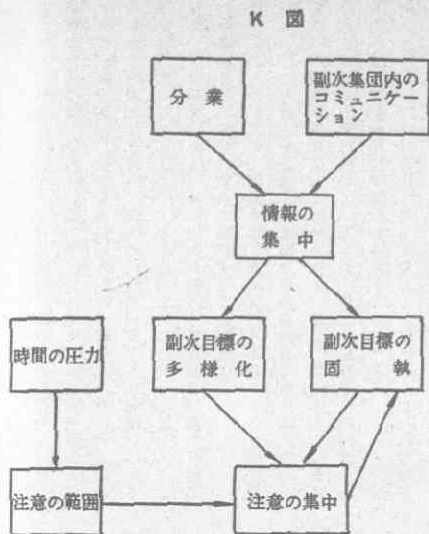 K 図
分 業
副次集団内の
コミュニケー
ション
情報の
集 中
時間の圧力
副次目標の
多 様 化
副次目標の
固 執
注意の範囲
注意の集中